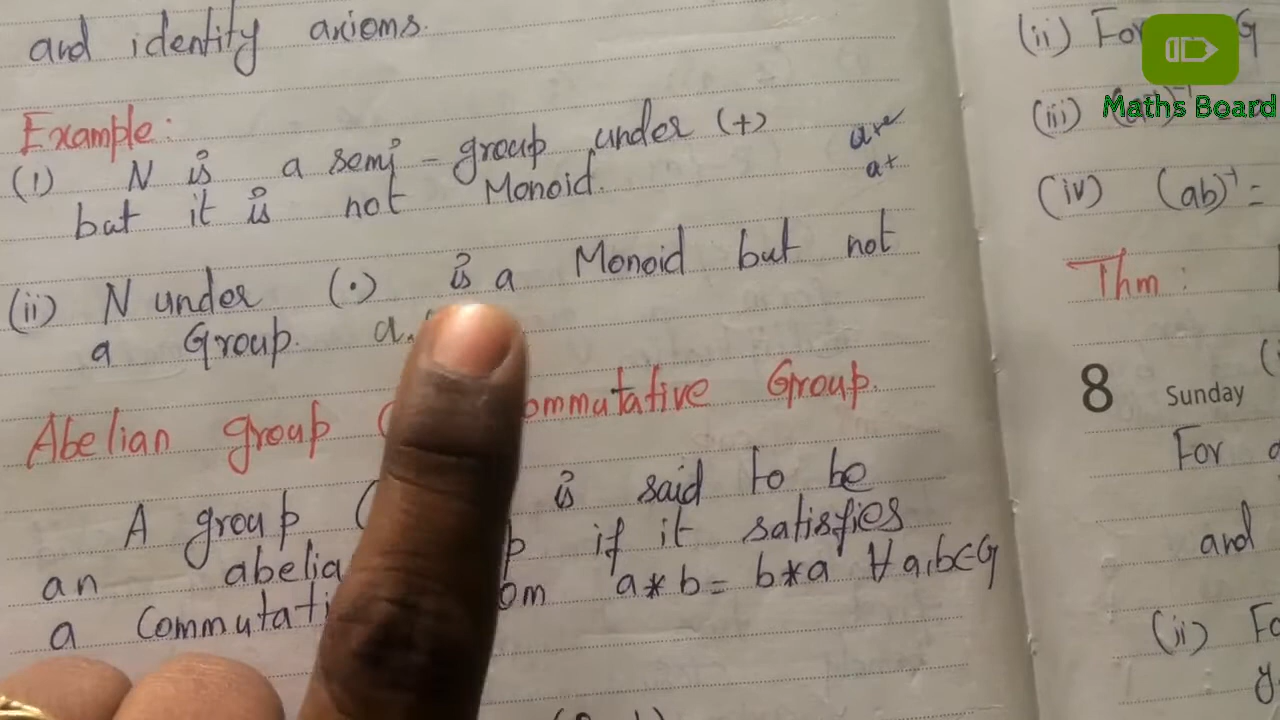 and identity axioms.
Example:
(1) N is a semi-group under (+)
but it is not Monoid.
(ii) N under (·) is a Monoid but not
a Group. a.
Abelian group ommutative Group.
A group ( is said to be
an abelia p if it satisfies
a Commutati om a*b = b*a ∀ a,b∈G
(ii) For G
(iii)
(iv) (ab)⁻¹ =
Thm:
8 Sunday
For
and
(ii) Fo
Maths Board